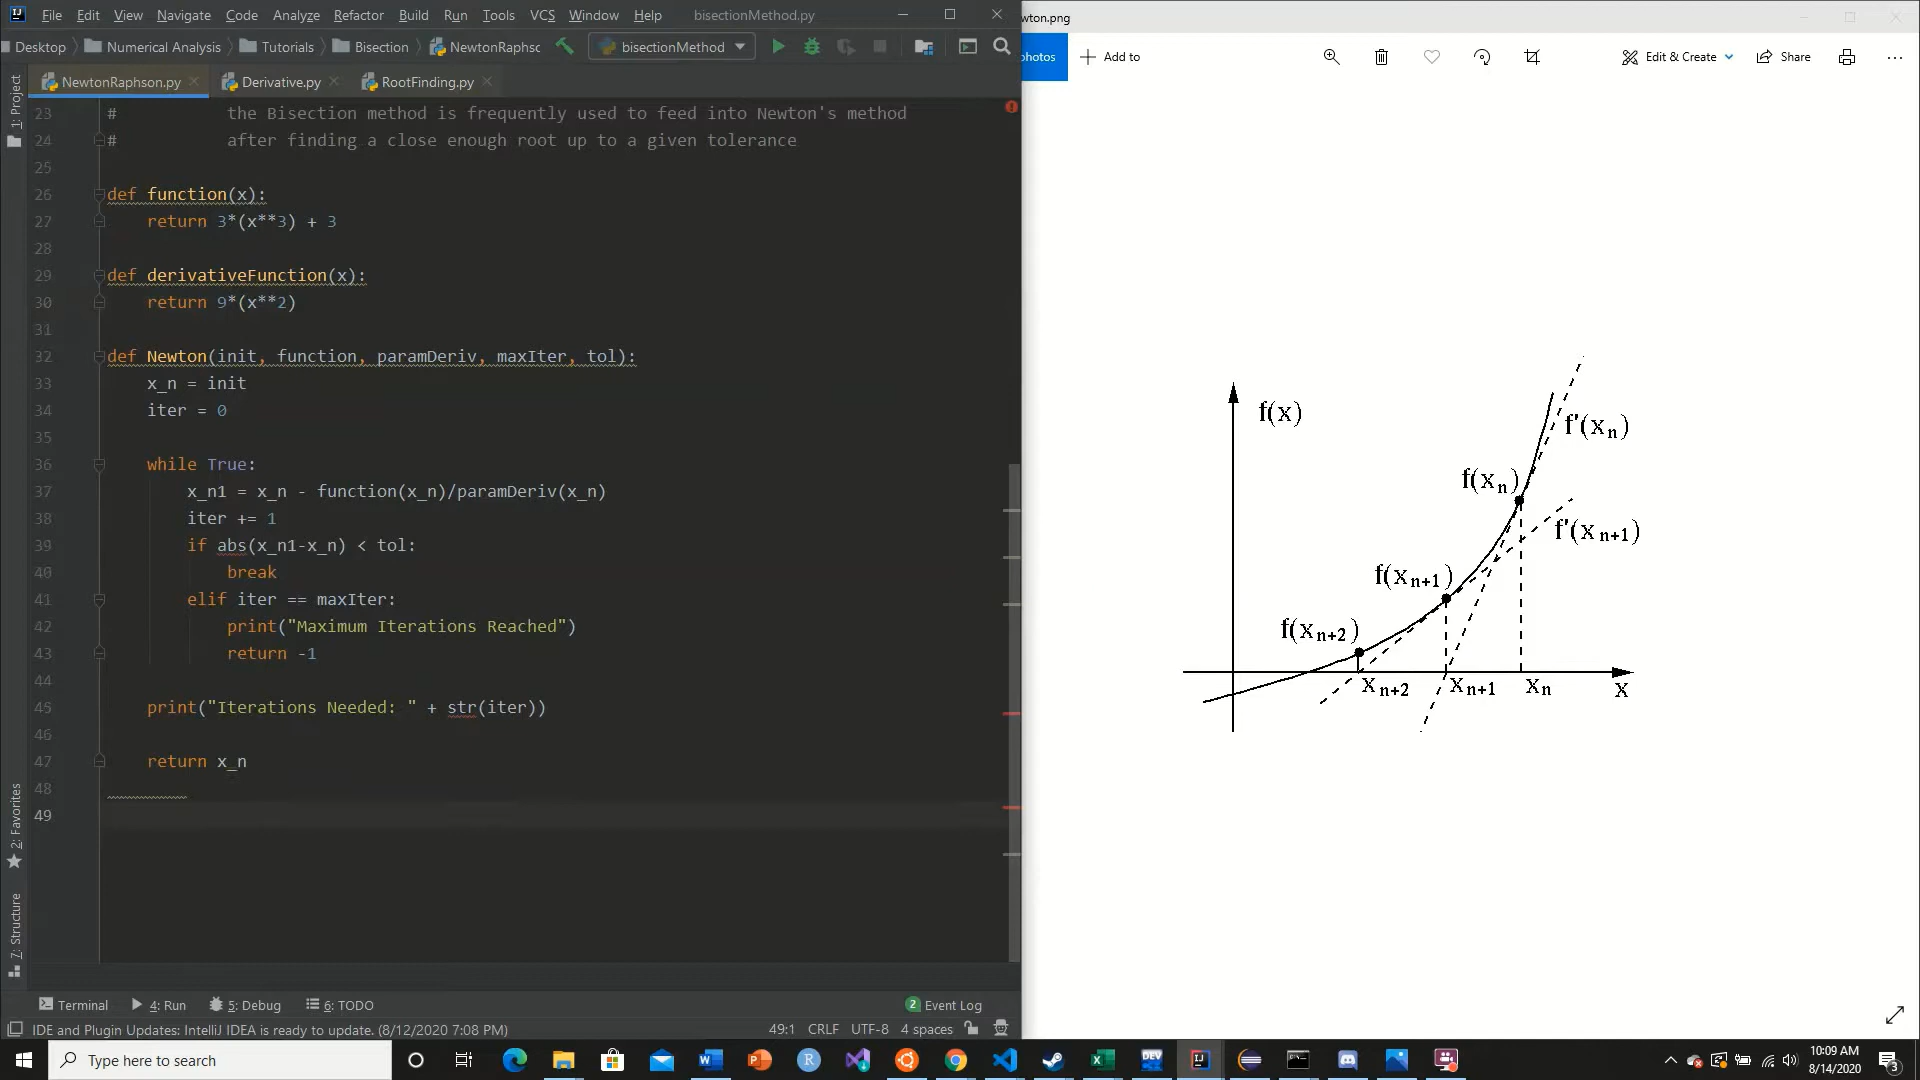 File Edit View Navigate Code Analyze Refactor Build Run Tools VCS Window Help bisectionMethod.py
Desktop Numerical Analysis Tutorials Bisection NewtonRaphsc bisectionMethod
NewtonRaphson.py Derivative.py RootFinding.py
1: Project
23 # the Bisection method is frequently used to feed into Newton's method
24 # after finding a close enough root up to a given tolerance
25
26 def function(x):
27 return 3*(x**3) + 3
28
29 def derivativeFunction(x):
30 return 9*(x**2)
31
32 def Newton(init, function, paramDeriv, maxIter, tol):
33 x_n = init
34 iter = 0
35
36 while True:
37 x_n1 = x_n - function(x_n)/paramDeriv(x_n)
38 iter += 1
39 if abs(x_n1-x_n) < tol:
40 break
41 elif iter == maxIter:
42 print("Maximum Iterations Reached")
43 return -1
44
45 print("Iterations Needed: " + str(iter))
46
47 return x_n
48
49
2: Favorites
7: Structure
Terminal 4: Run 5: Debug 6: TODO 2 Event Log
IDE and Plugin Updates: IntelliJ IDEA is ready to update. (8/12/2020 7:08 PM) 49:1 CRLF UTF-8 4 spaces
wton.png
photos Add to Edit & Create Share
f(x)
f'(xn)
f(xn)
f'(xn+1)
f(xn+1)
f(xn+2)
xn+2 xn+1 xn x
Type here to search
10:09 AM
8/14/2020
3